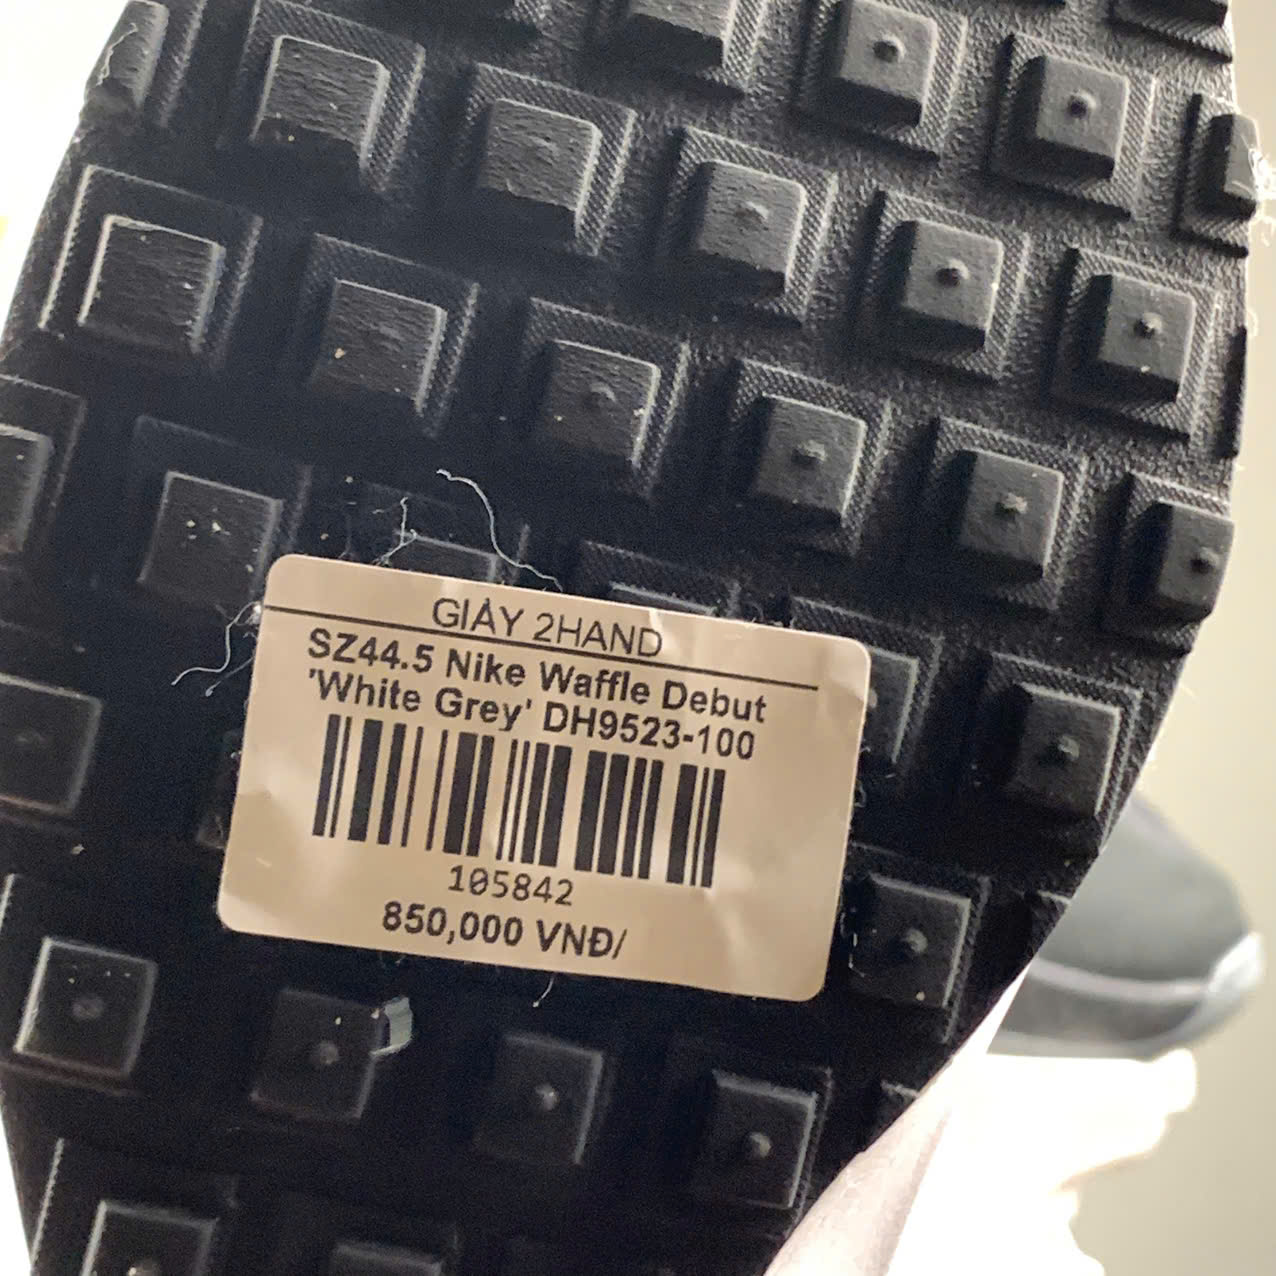 GIÀY 2HAND
SZ44.5 Nike Waffle Debut
'White Grey' DH9523-100
105842
850,000 VNĐ/